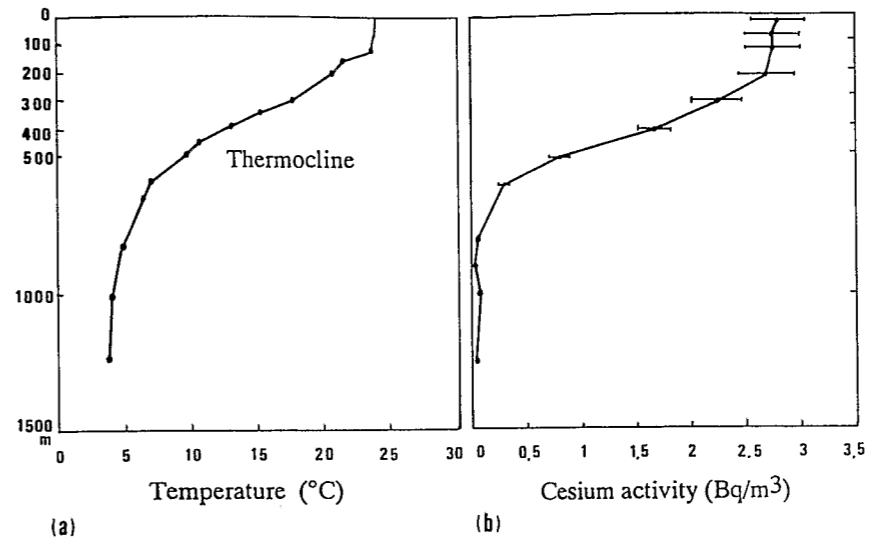 0
100
200
300
400
500
1000
1500
m
Thermocline
0 5 10 15 20 25 30
Temperature (°C)
(a)
0 0,5 1 1,5 2 2,5 3 3,5
Cesium activity (Bq/m3)
(b)